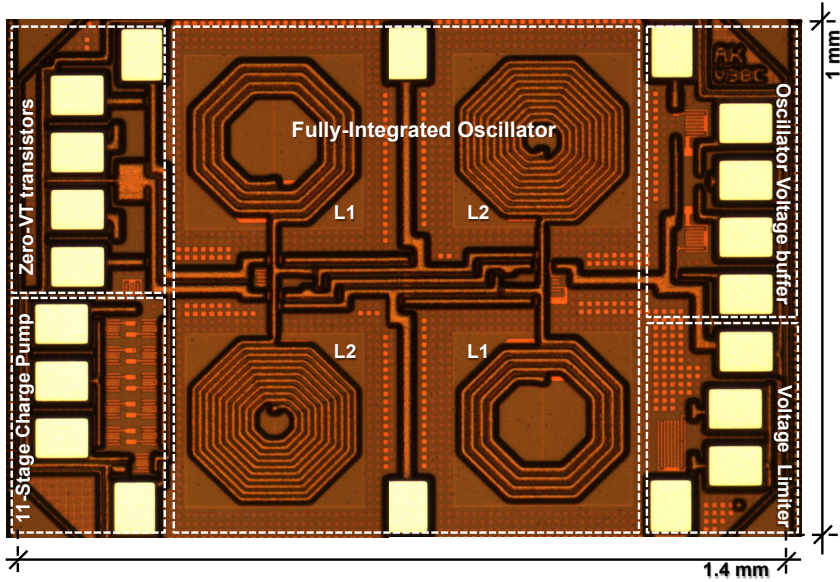 AK
V38C
1 mm
Zero-VT transistors
Fully-Integrated Oscillator
Oscillator Voltage buffer
L1
L2
11-Stage Charge Pump
L2
L1
Voltage Limiter
1.4 mm